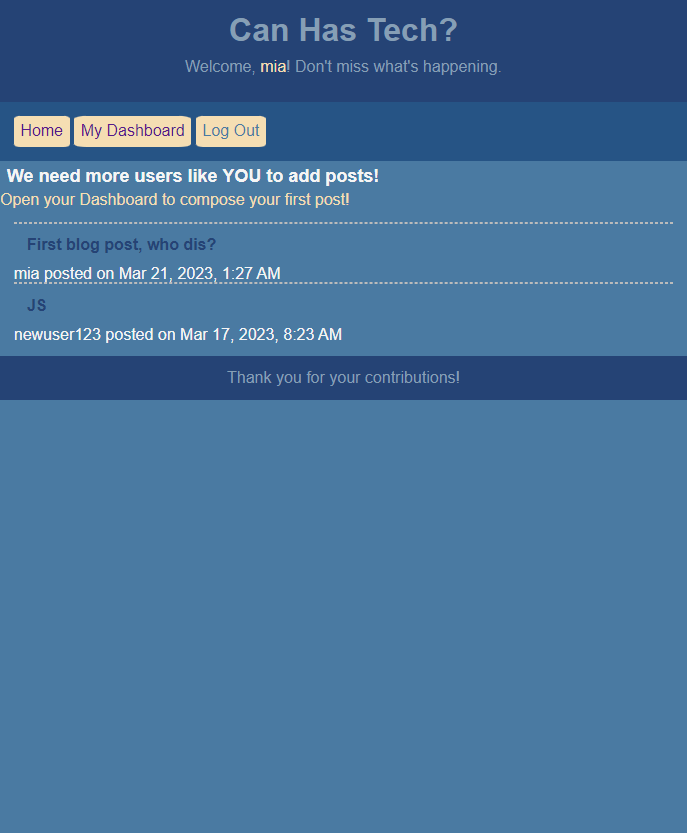 Can Has Tech?
Welcome, mia! Don't miss what's happening.
Home My Dashboard Log Out
We need more users like YOU to add posts!
Open your Dashboard to compose your first post!
First blog post, who dis?
mia posted on Mar 21, 2023, 1:27 AM
JS
newuser123 posted on Mar 17, 2023, 8:23 AM
Thank you for your contributions!